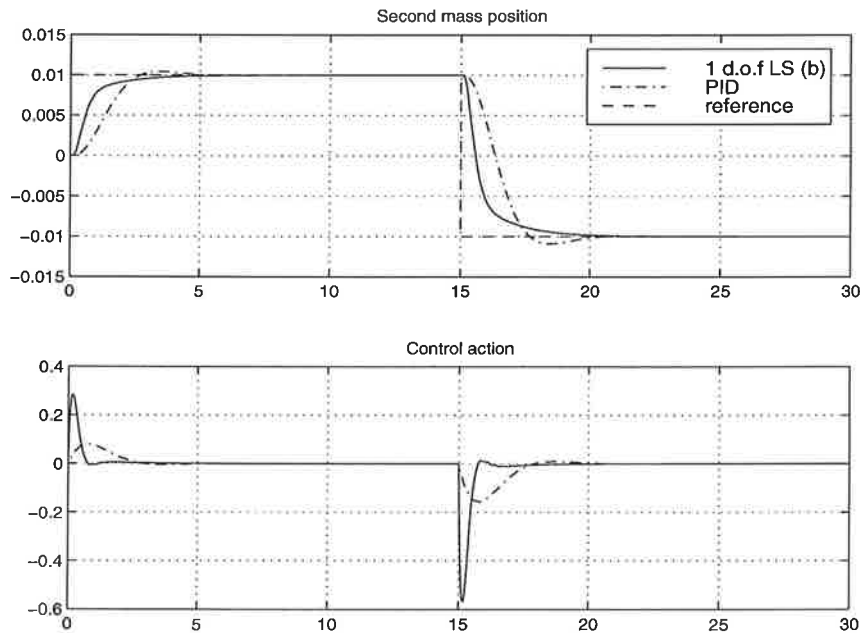 Second mass position
0.015
0.01
0.005
0
-0.005
-0.01
-0.015
0 5 10 15 20 25 30
1 d.o.f LS (b)
PID
reference
Control action
0.4
0.2
0
-0.2
-0.4
-0.6
0 5 10 15 20 25 30